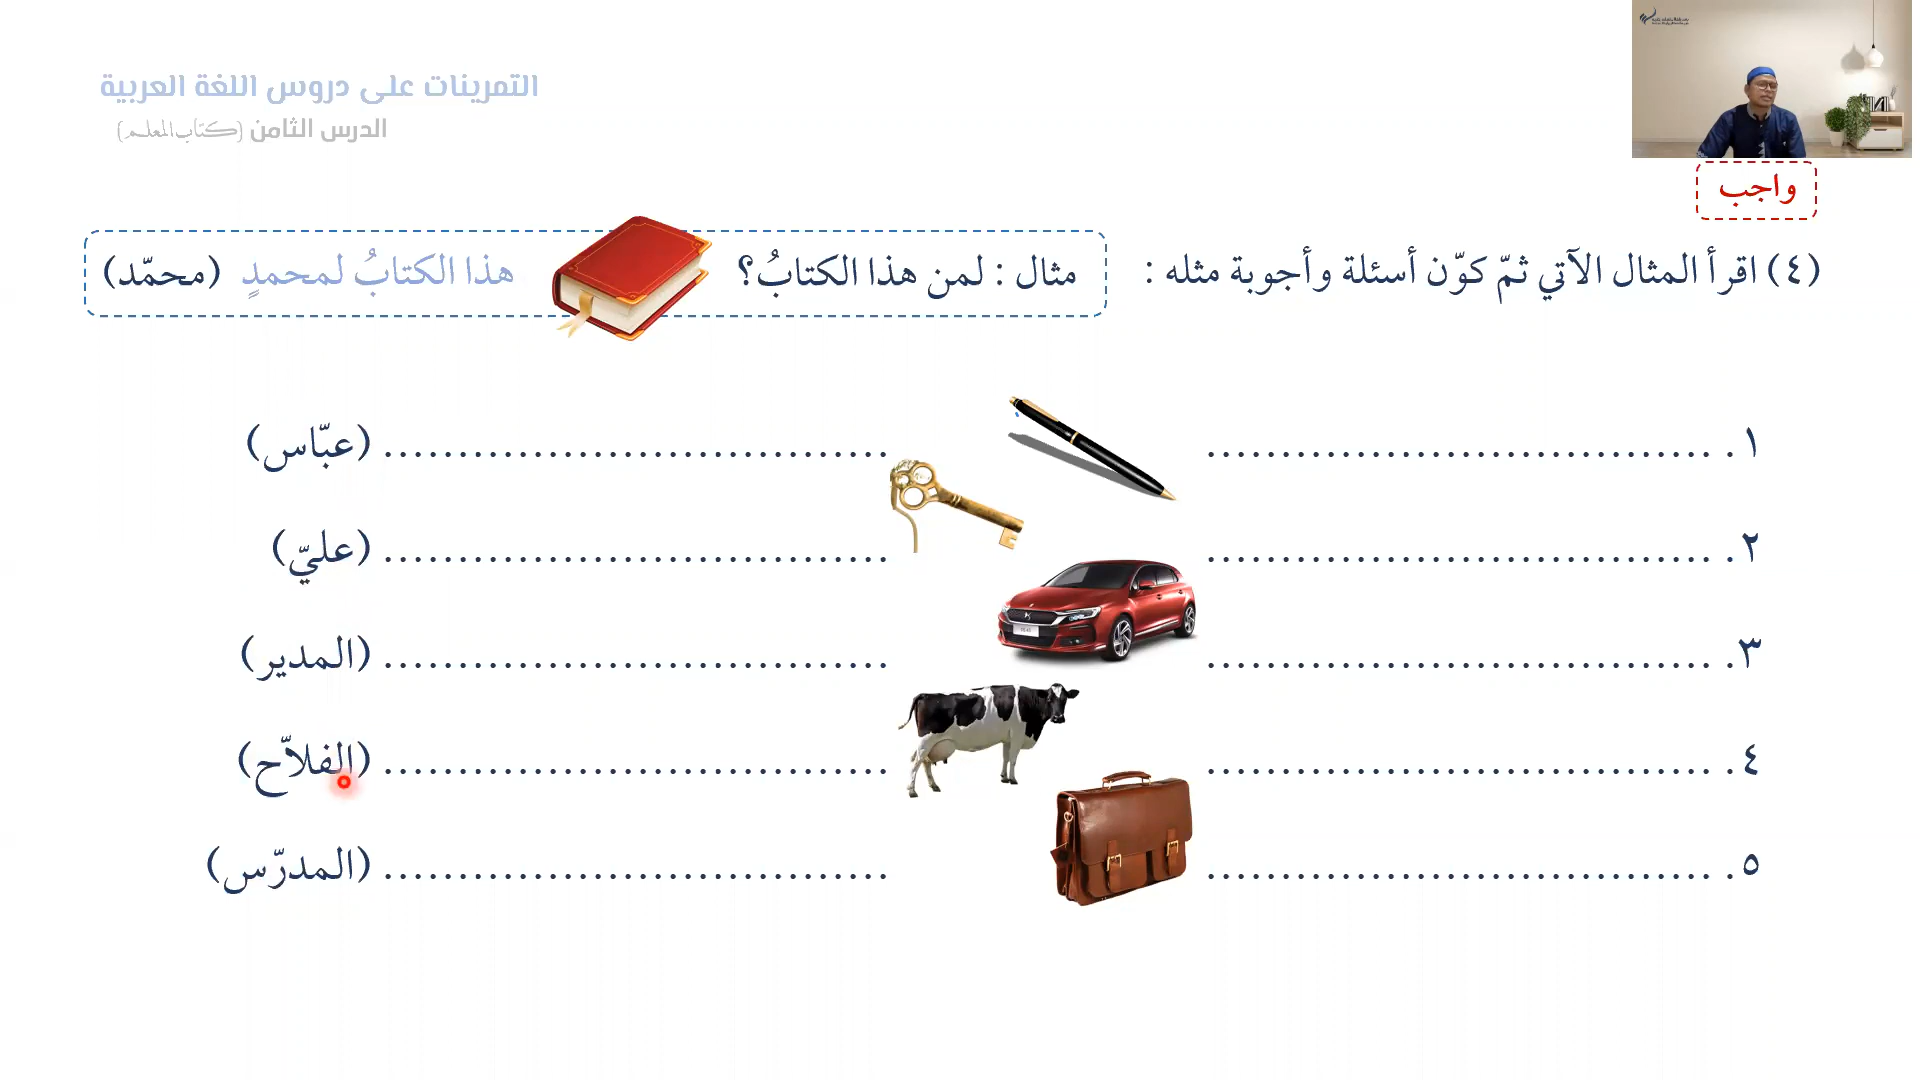 التمرينات على دروس اللغة العربية
الدرس الثامن (كتاب المعلم)
واجب
(٤) اقرأ المثال الآتي ثمّ كوّن أسئلة وأجوبة مثله :
مثال : لمن هذا الكتابُ؟ هذا الكتابُ لمحمدٍ (محمّد)
١. .................................. .................................. (عبّاس)
٢. .................................. .................................. (عليّ)
٣. .................................. .................................. (المدير)
٤. .................................. .................................. (الفلاّح)
٥. .................................. .................................. (المدرّس)